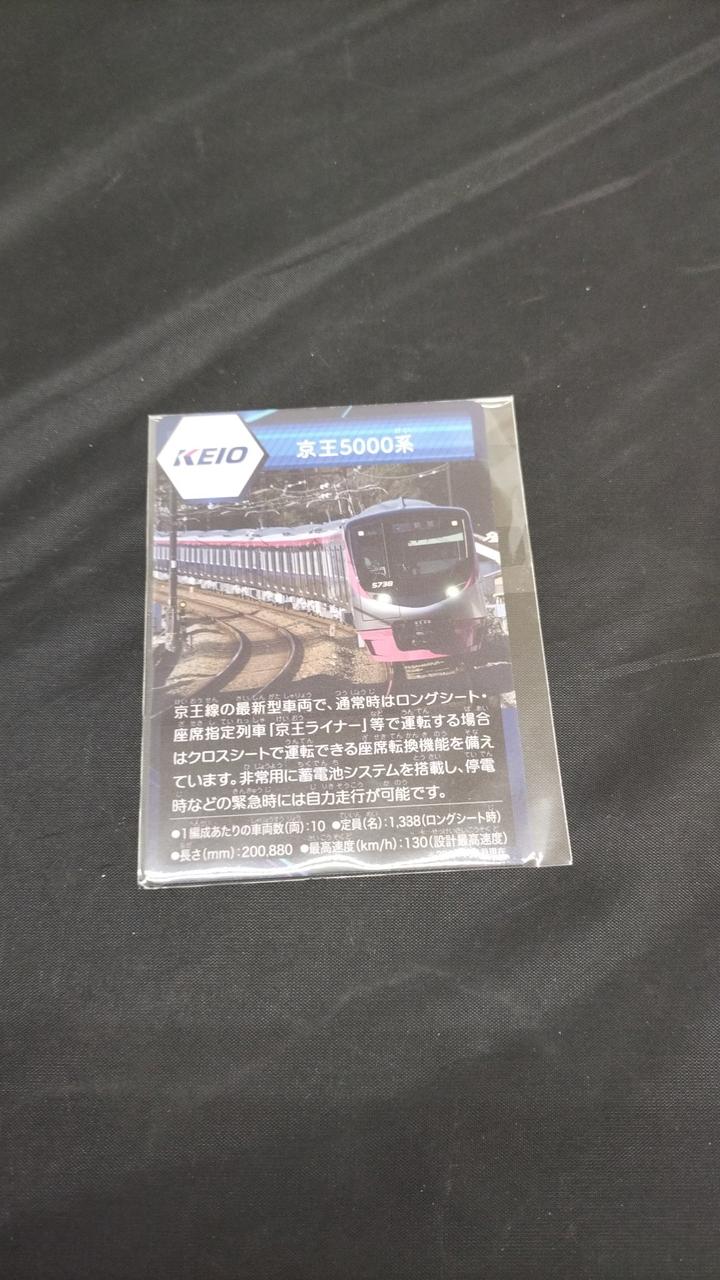 KEIO
京王5000系
5738
京王線の最新型車両で、通常時はロングシート・
座席指定列車「京王ライナー」等で運転する場合
はクロスシートで運転できる座席転換機能を備え
ています。非常用に蓄電池システムを搭載し、停電
時などの緊急時には自力走行が可能です。
●1編成あたりの車両数(両):10 ●定員(名):1,338(ロングシート時)
●長さ(mm):200,880 ●最高速度(km/h):130(設計最高速度)